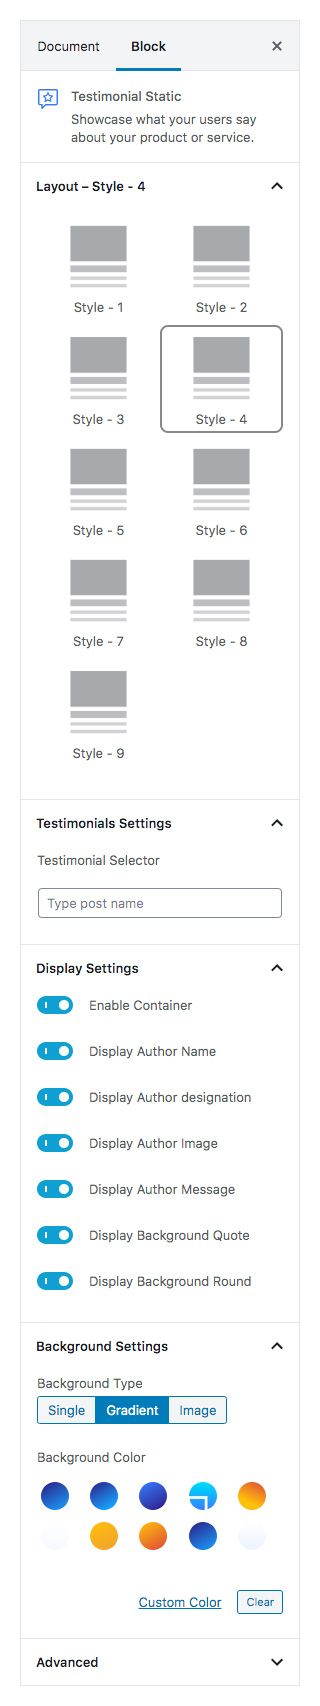 Document
Block
Testimonial Static
Showcase what your users say
about your product or service.
Layout – Style - 4
Style - 1
Style - 2
Style - 3
Style - 4
Style - 5
Style - 6
Style - 7
Style - 8
Style - 9
Testimonials Settings
Testimonial Selector
Type post name
Display Settings
Enable Container
Display Author Name
Display Author designation
Display Author Image
Display Author Message
Display Background Quote
Display Background Round
Background Settings
Background Type
Single
Gradient
Image
Background Color
Custom Color
Clear
Advanced